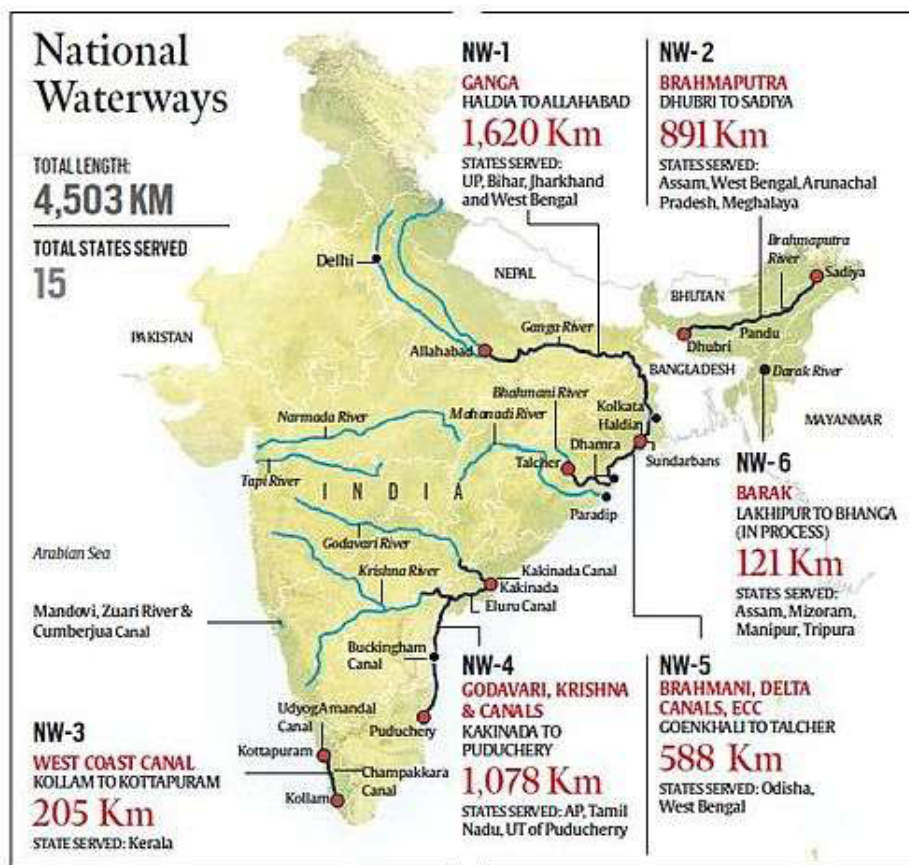 National
Waterways
TOTAL LENGTH:
4,503 KM
TOTAL STATES SERVED
15
NW-1
GANGA
HALDIA TO ALLAHABAD
1,620 Km
STATES SERVED:
UP, Bihar, Jharkhand
and West Bengal
NW-2
BRAHMAPUTRA
DHUBRI TO SADIYA
891 Km
STATES SERVED:
Assam, West Bengal, Arunachal
Pradesh, Meghalaya
Brahmaputra
River
Sadiya
Delhi
NEPAL
BHUTAN
PAKISTAN
Ganga River
Pandu
Dhubri
Allahabad
BANGLADESH
Darak River
Bhahmani River
Kolkata
Narmada River
Mahanadi River
Haldia
MAYANMAR
Dhamra
Talcher
Sundarbans
Tapi River
INDIA
Paradip
NW-6
BARAK
LAKHIPUR TO BHANGA
(IN PROCESS)
121 Km
STATES SERVED:
Assam, Mizoram,
Manipur, Tripura
Arabian Sea
Godavari River
Krishna River
Kakinada Canal
Kakinada
Eluru Canal
Mandovi, Zuari River &
Cumberjua Canal
Buckingham
Canal
NW-4
GODAVARI, KRISHNA
& CANALS
KAKINADA TO
PUDUCHERY
1,078 Km
STATES SERVED: AP, Tamil
Nadu, UT of Puducherry
NW-5
BRAHMANI, DELTA
CANALS, ECC
GOENKHALI TO TALCHER
588 Km
STATES SERVED: Odisha,
West Bengal
Udyog Amandal
Canal
Puduchery
NW-3
WEST COAST CANAL
KOLLAM TO KOTTAPURAM
205 Km
STATE SERVED: Kerala
Kottapuram
Champakkara
Canal
Kollam